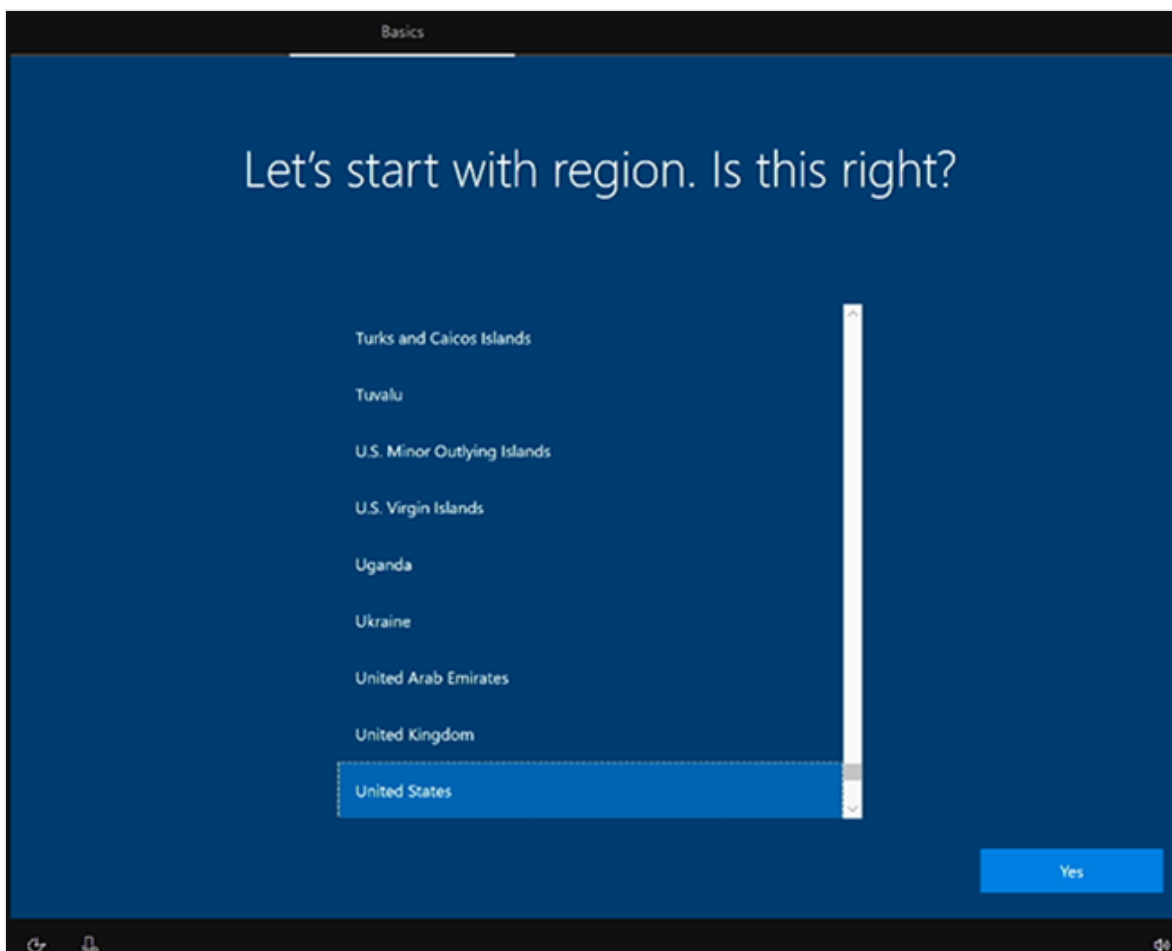 Basics
Let's start with region. Is this right?
Turks and Caicos Islands
Tuvalu
U.S. Minor Outlying Islands
U.S. Virgin Islands
Uganda
Ukraine
United Arab Emirates
United Kingdom
United States
Yes